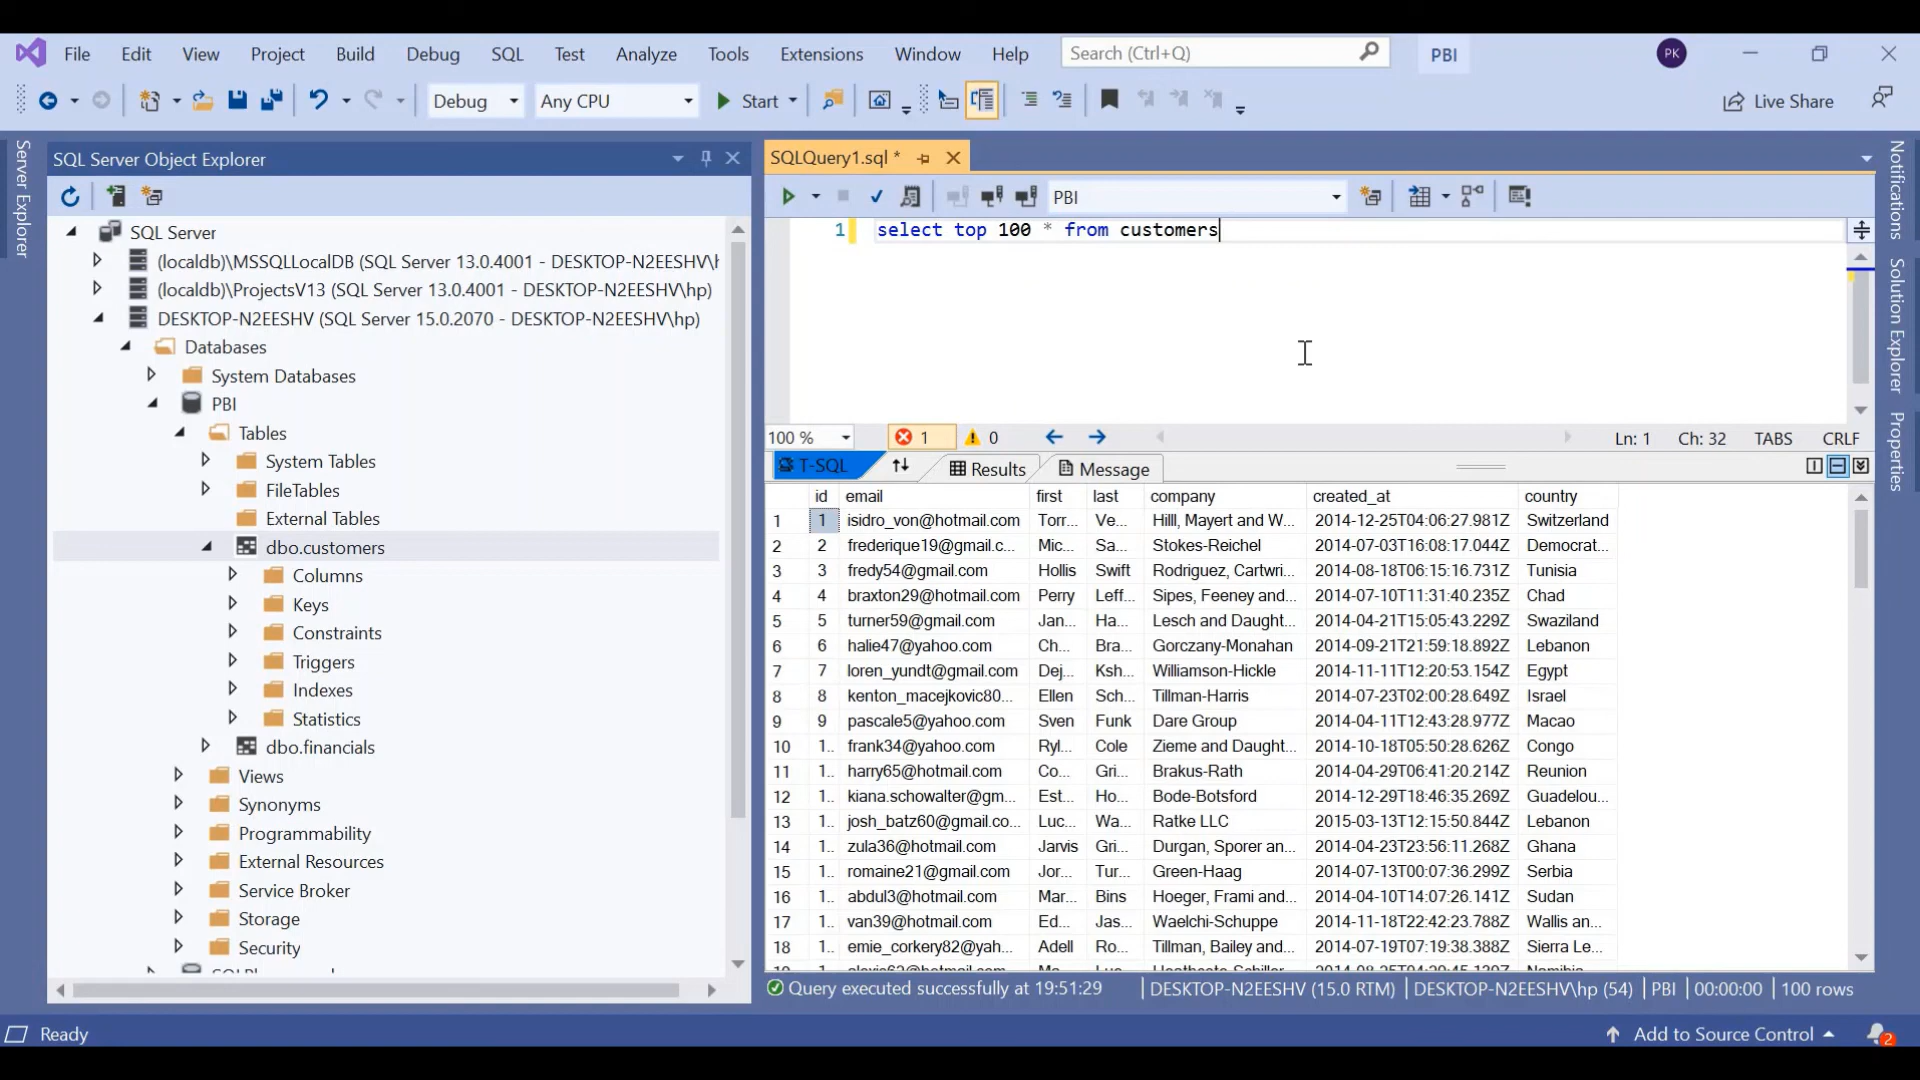 File Edit View Project Build Debug SQL Test Analyze Tools Extensions Window Help Search (Ctrl+Q) PBI PK
Debug Any CPU Start Live Share
Server Explorer
SQL Server Object Explorer
SQL Server
(localdb)\MSSQLLocalDB (SQL Server 13.0.4001 - DESKTOP-N2EESHV\
(localdb)\ProjectsV13 (SQL Server 13.0.4001 - DESKTOP-N2EESHV\hp)
DESKTOP-N2EESHV (SQL Server 15.0.2070 - DESKTOP-N2EESHV\hp)
Databases
System Databases
PBI
Tables
System Tables
FileTables
External Tables
dbo.customers
Columns
Keys
Constraints
Triggers
Indexes
Statistics
dbo.financials
Views
Synonyms
Programmability
External Resources
Service Broker
Storage
Security
SQLQuery1.sql *
PBI
1 select top 100 * from customers
100 % 1 0 Ln: 1 Ch: 32 TABS CRLF
T-SQL Results Message
id email first last company created_at country
1 1 isidro_von@hotmail.com Torr... Ve... Hilll, Mayert and W... 2014-12-25T04:06:27.981Z Switzerland
2 2 frederique19@gmail.c... Mic... Sa... Stokes-Reichel 2014-07-03T16:08:17.044Z Democrat...
3 3 fredy54@gmail.com Hollis Swift Rodriguez, Cartwri... 2014-08-18T06:15:16.731Z Tunisia
4 4 braxton29@hotmail.com Perry Leff... Sipes, Feeney and... 2014-07-10T11:31:40.235Z Chad
5 5 turner59@gmail.com Jan... Ha... Lesch and Daught... 2014-04-21T15:05:43.229Z Swaziland
6 6 halie47@yahoo.com Ch... Bra... Gorczany-Monahan 2014-09-21T21:59:18.892Z Lebanon
7 7 loren_yundt@gmail.com Dej... Ksh... Williamson-Hickle 2014-11-11T12:20:53.154Z Egypt
8 8 kenton_macejkovic80... Ellen Sch... Tillman-Harris 2014-07-23T02:00:28.649Z Israel
9 9 pascale5@yahoo.com Sven Funk Dare Group 2014-04-11T12:43:28.977Z Macao
10 1.. frank34@yahoo.com Ryl... Cole Zieme and Daught... 2014-10-18T05:50:28.626Z Congo
11 1.. harry65@hotmail.com Co... Gri... Brakus-Rath 2014-04-29T06:41:20.214Z Reunion
12 1.. kiana.schowalter@gm... Est... Ho... Bode-Botsford 2014-12-29T18:46:35.269Z Guadelou...
13 1.. josh_batz60@gmail.co... Luc... Wa... Ratke LLC 2015-03-13T12:15:50.844Z Lebanon
14 1.. zula36@hotmail.com Jarvis Gri... Durgan, Sporer an... 2014-04-23T23:56:11.268Z Ghana
15 1.. romaine21@gmail.com Jor... Tur... Green-Haag 2014-07-13T00:07:36.299Z Serbia
16 1.. abdul3@hotmail.com Mar... Bins Hoeger, Frami and... 2014-04-10T14:07:26.141Z Sudan
17 1.. van39@hotmail.com Ed... Jas... Waelchi-Schuppe 2014-11-18T22:42:23.788Z Wallis an...
18 1.. emie_corkery82@yah... Adell Ro... Tillman, Bailey and... 2014-07-19T07:19:38.388Z Sierra Le...
Query executed successfully at 19:51:29 DESKTOP-N2EESHV (15.0 RTM) DESKTOP-N2EESHV\hp (54) PBI 00:00:00 100 rows
Notifications
Solution Explorer
Properties
Ready Add to Source Control 2